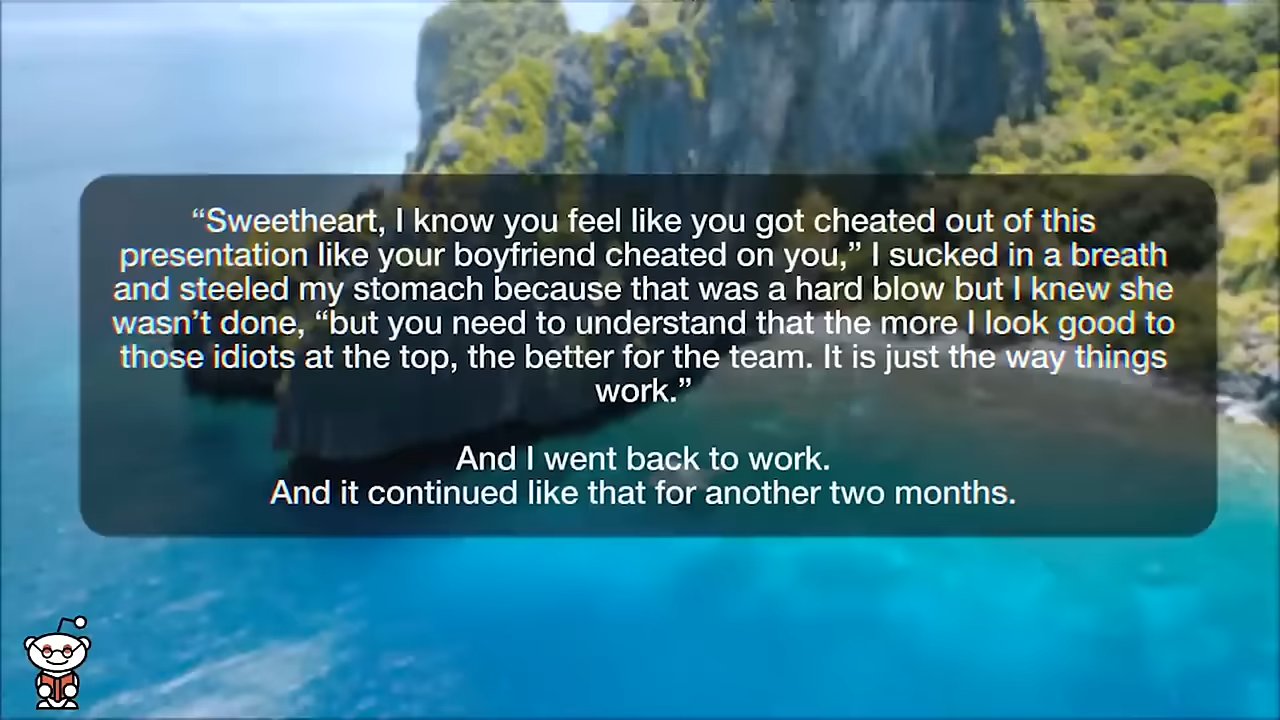 “Sweetheart, I know you feel like you got cheated out of this
presentation like your boyfriend cheated on you,” I sucked in a breath
and steeled my stomach because that was a hard blow but I knew she
wasn’t done, “but you need to understand that the more I look good to
those idiots at the top, the better for the team. It is just the way things
work.”
And I went back to work.
And it continued like that for another two months.